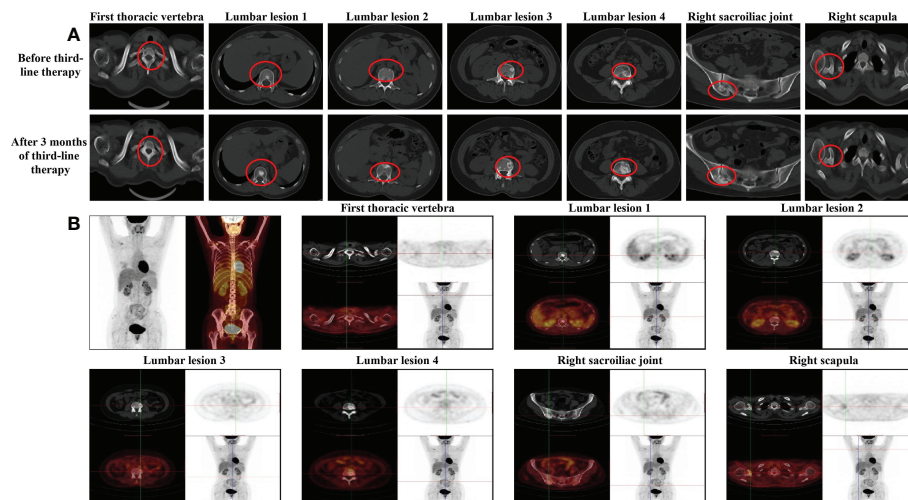 A
First thoracic vertebra
Lumbar lesion 1
Lumbar lesion 2
Lumbar lesion 3
Lumbar lesion 4
Right sacroiliac joint
Right scapula
Before third-
line therapy
After 3 months
of third-line
therapy
B
First thoracic vertebra
Lumbar lesion 1
Lumbar lesion 2
Lumbar lesion 3
Lumbar lesion 4
Right sacroiliac joint
Right scapula